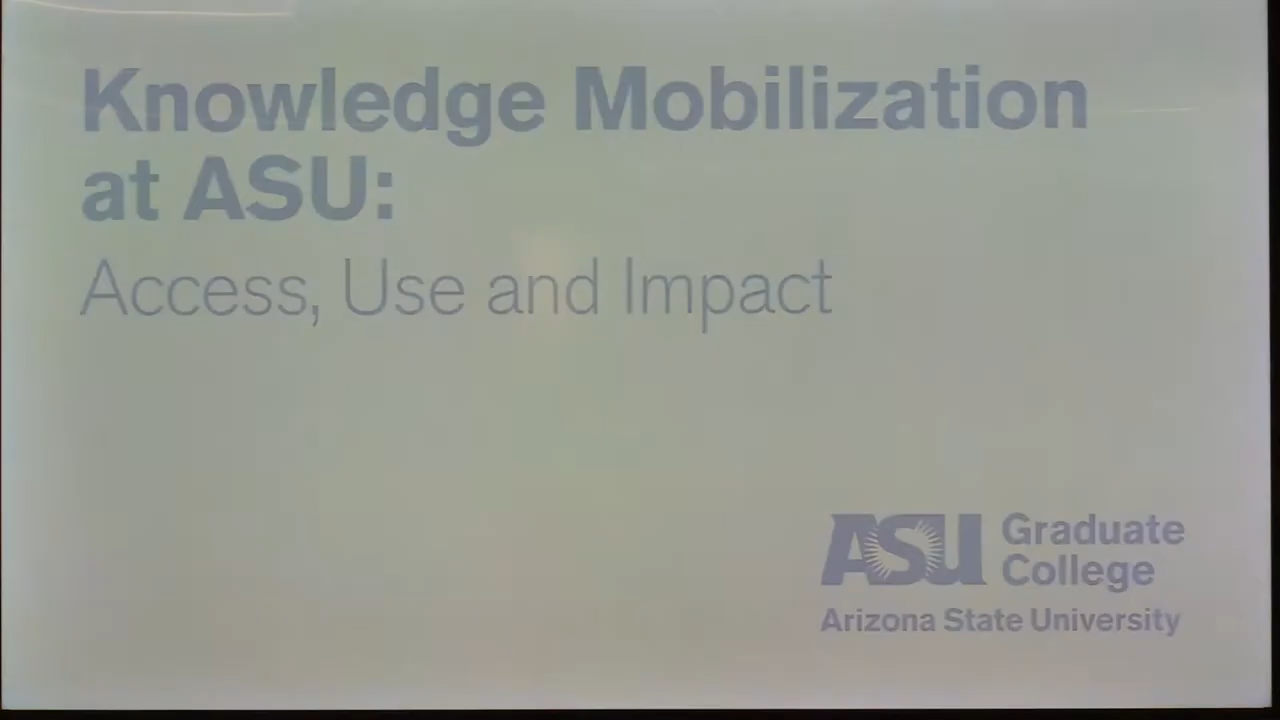 Knowledge Mobilization
at ASU:
Access, Use and Impact
ASU Graduate
College
Arizona State University